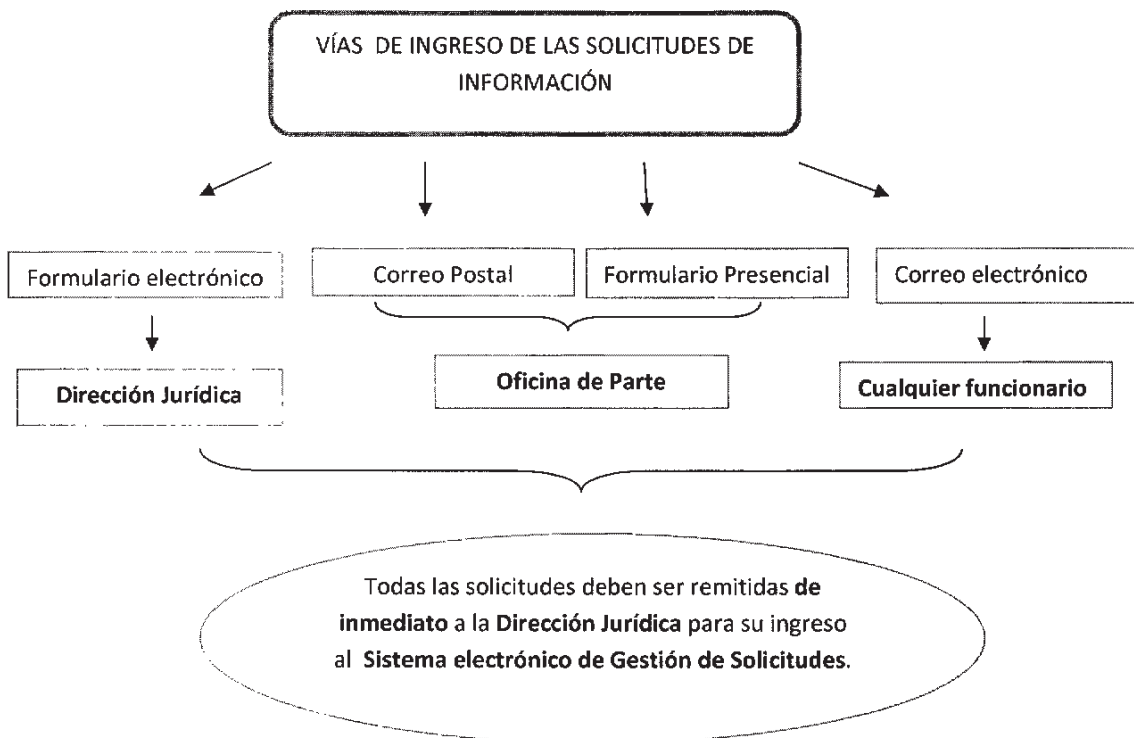 VÍAS DE INGRESO DE LAS SOLICITUDES DE
INFORMACIÓN
Formulario electrónico
Correo Postal
Formulario Presencial
Correo electrónico
Dirección Jurídica
Oficina de Parte
Cualquier funcionario
Todas las solicitudes deben ser remitidas de
inmediato a la Dirección Jurídica para su ingreso
al Sistema electrónico de Gestión de Solicitudes.